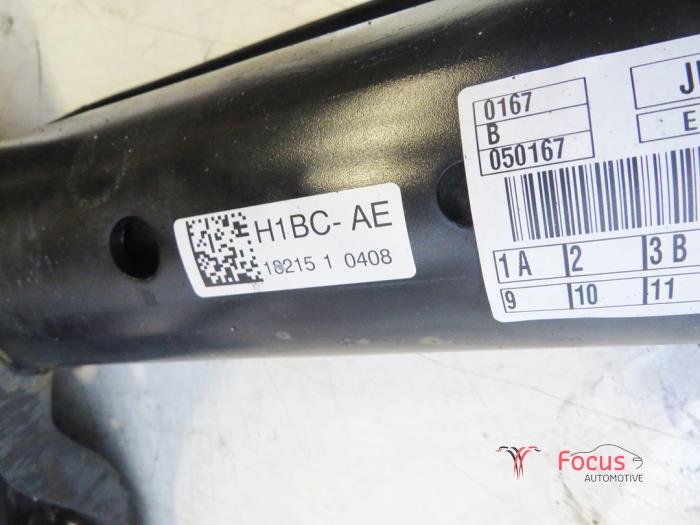 H1BC- AE
18215 1 0408
0167
B
050167
1 A 2 3 B
9 10 11
Focus
AUTOMOTIVE